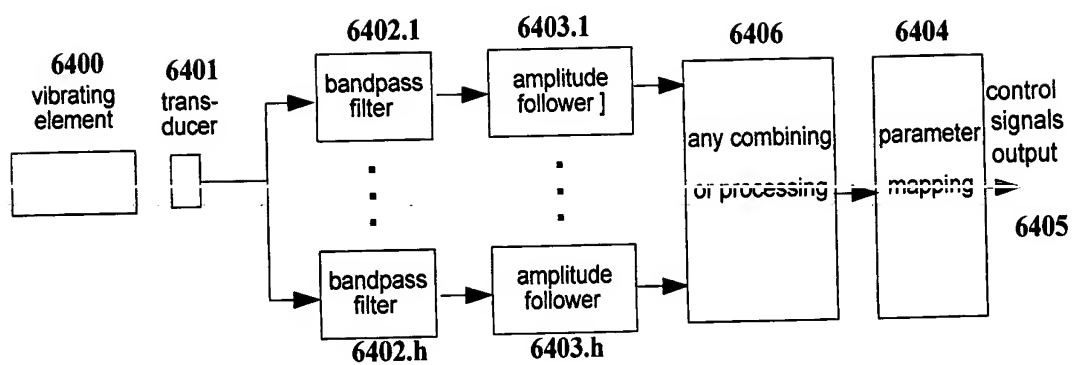 6400
vibrating
element
6401
trans-
ducer
6402.1
bandpass
filter
6403.1
amplitude
follower ]
bandpass
filter
6402.h
amplitude
follower
6403.h
6406
any combining
or processing
6404
parameter
mapping
control
signals
output
6405